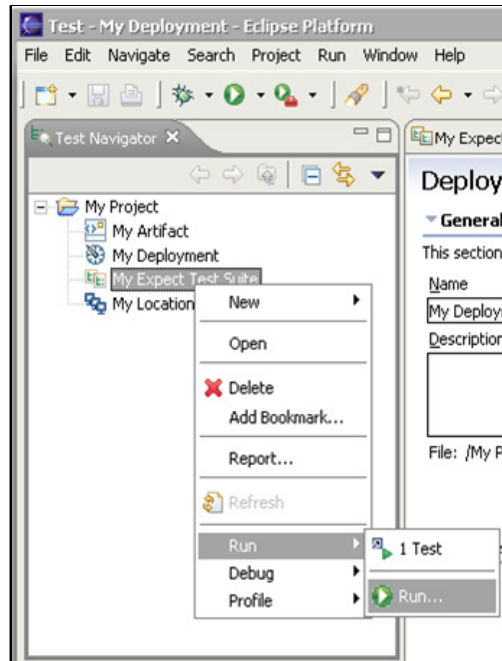 Test - My Deployment - Eclipse Platform
File Edit Navigate Search Project Run Window Help
Test Navigator
My Expect
My Project
My Artifact
My Deployment
My Expect Test Suite
My Location
New
Open
Delete
Add Bookmark...
Report...
Refresh
Run
Debug
Profile
1 Test
Run...
Deploy
General
This section
Name
My Deploy
Description
File: /My P